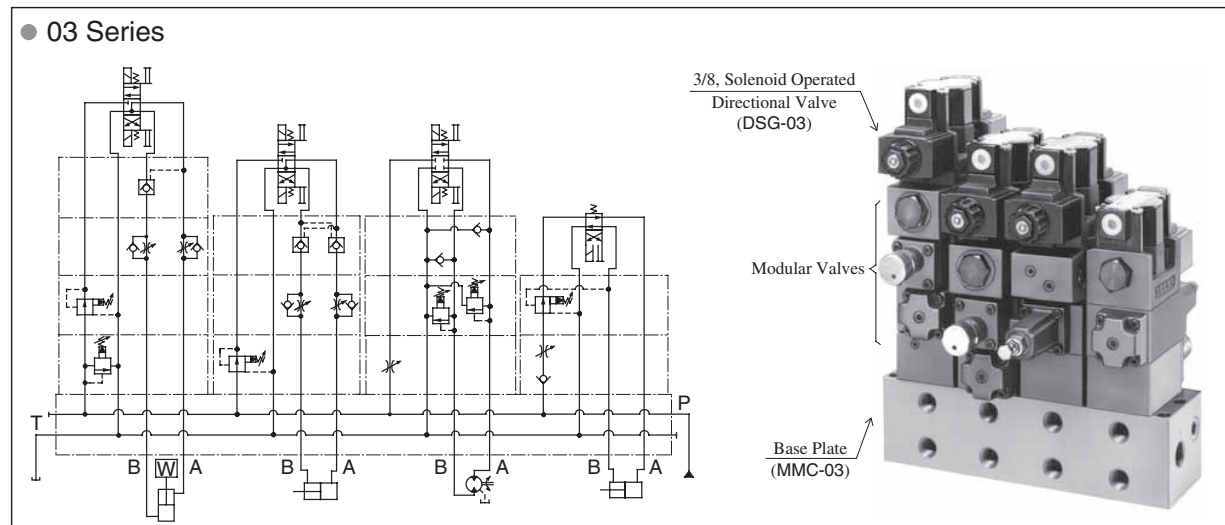 03 Series
3/8, Solenoid Operated
Directional Valve
(DSG-03)
Modular Valves
Base Plate
(MMC-03)
T
P
B
A
B
A
B
A
B
A
W